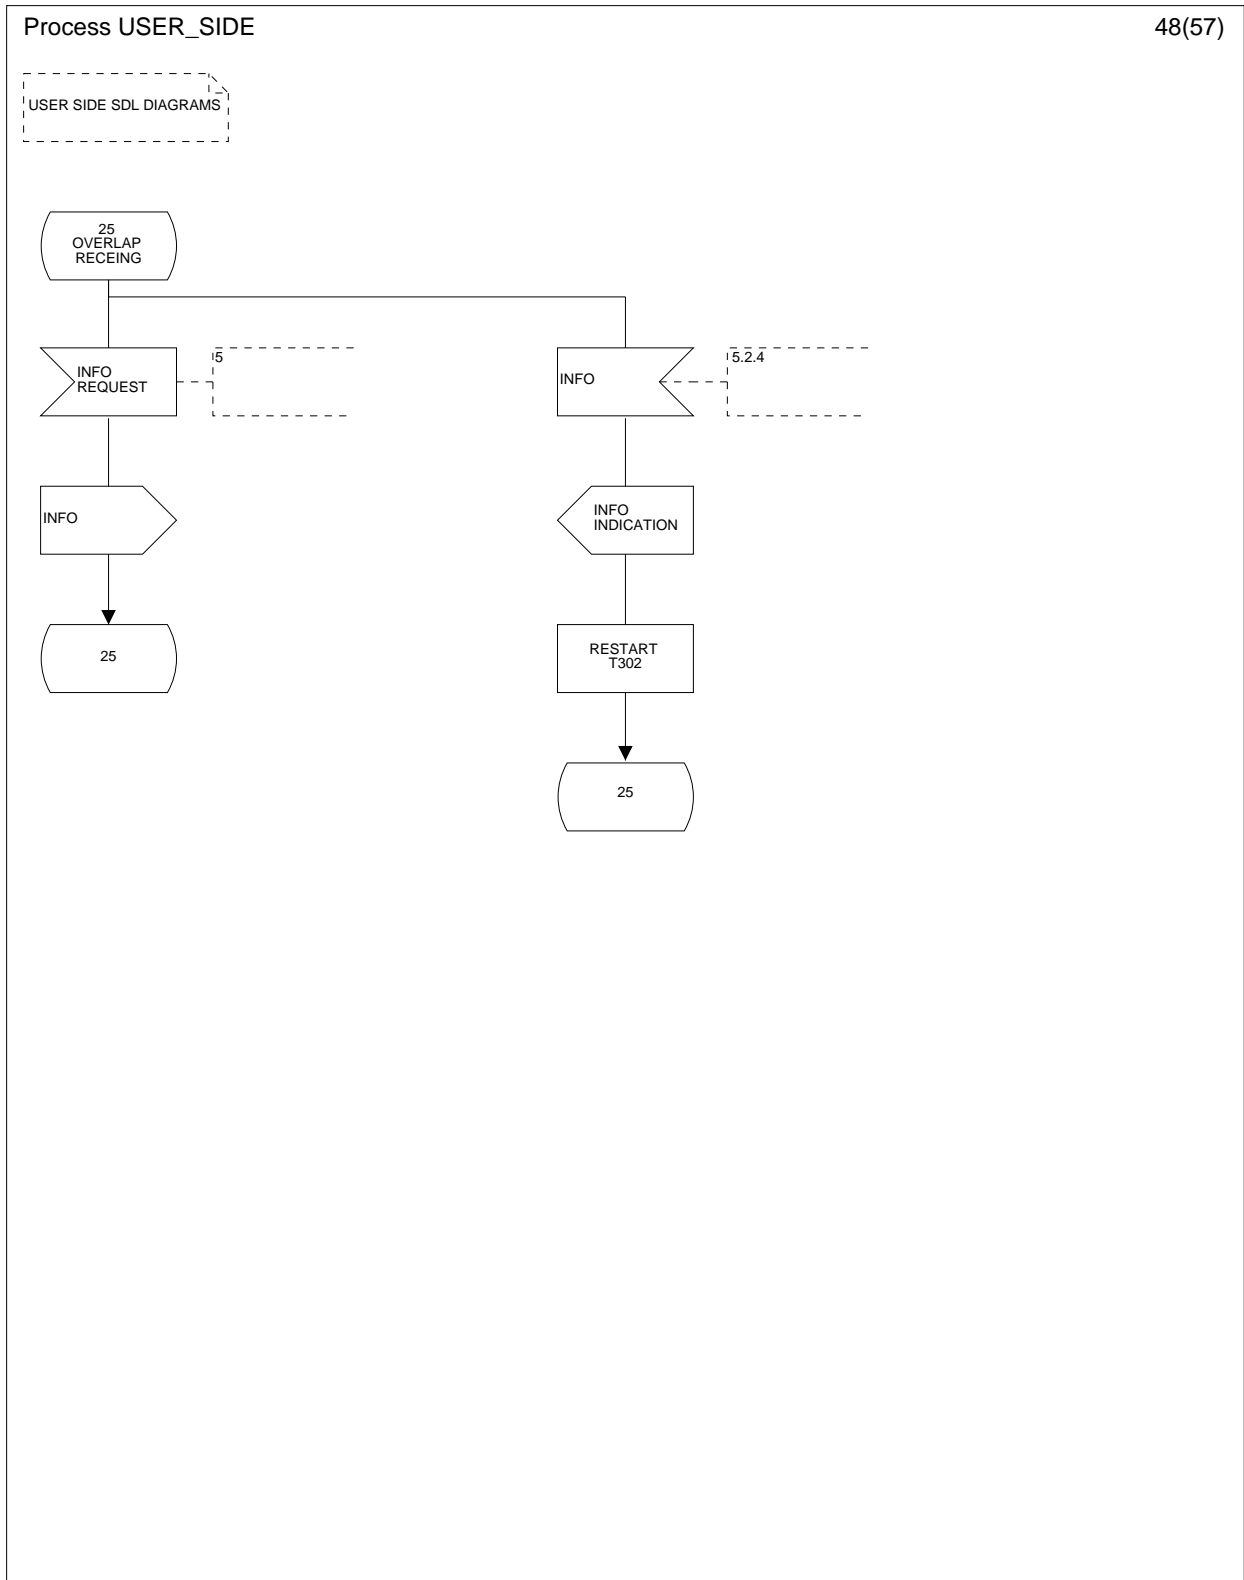 Process USER_SIDE
48(57)
USER SIDE SDL DIAGRAMS
25
OVERLAP
RECEING
INFO
REQUEST
5
INFO
5.2.4
INFO
INFO
INDICATION
25
RESTART
T302
25